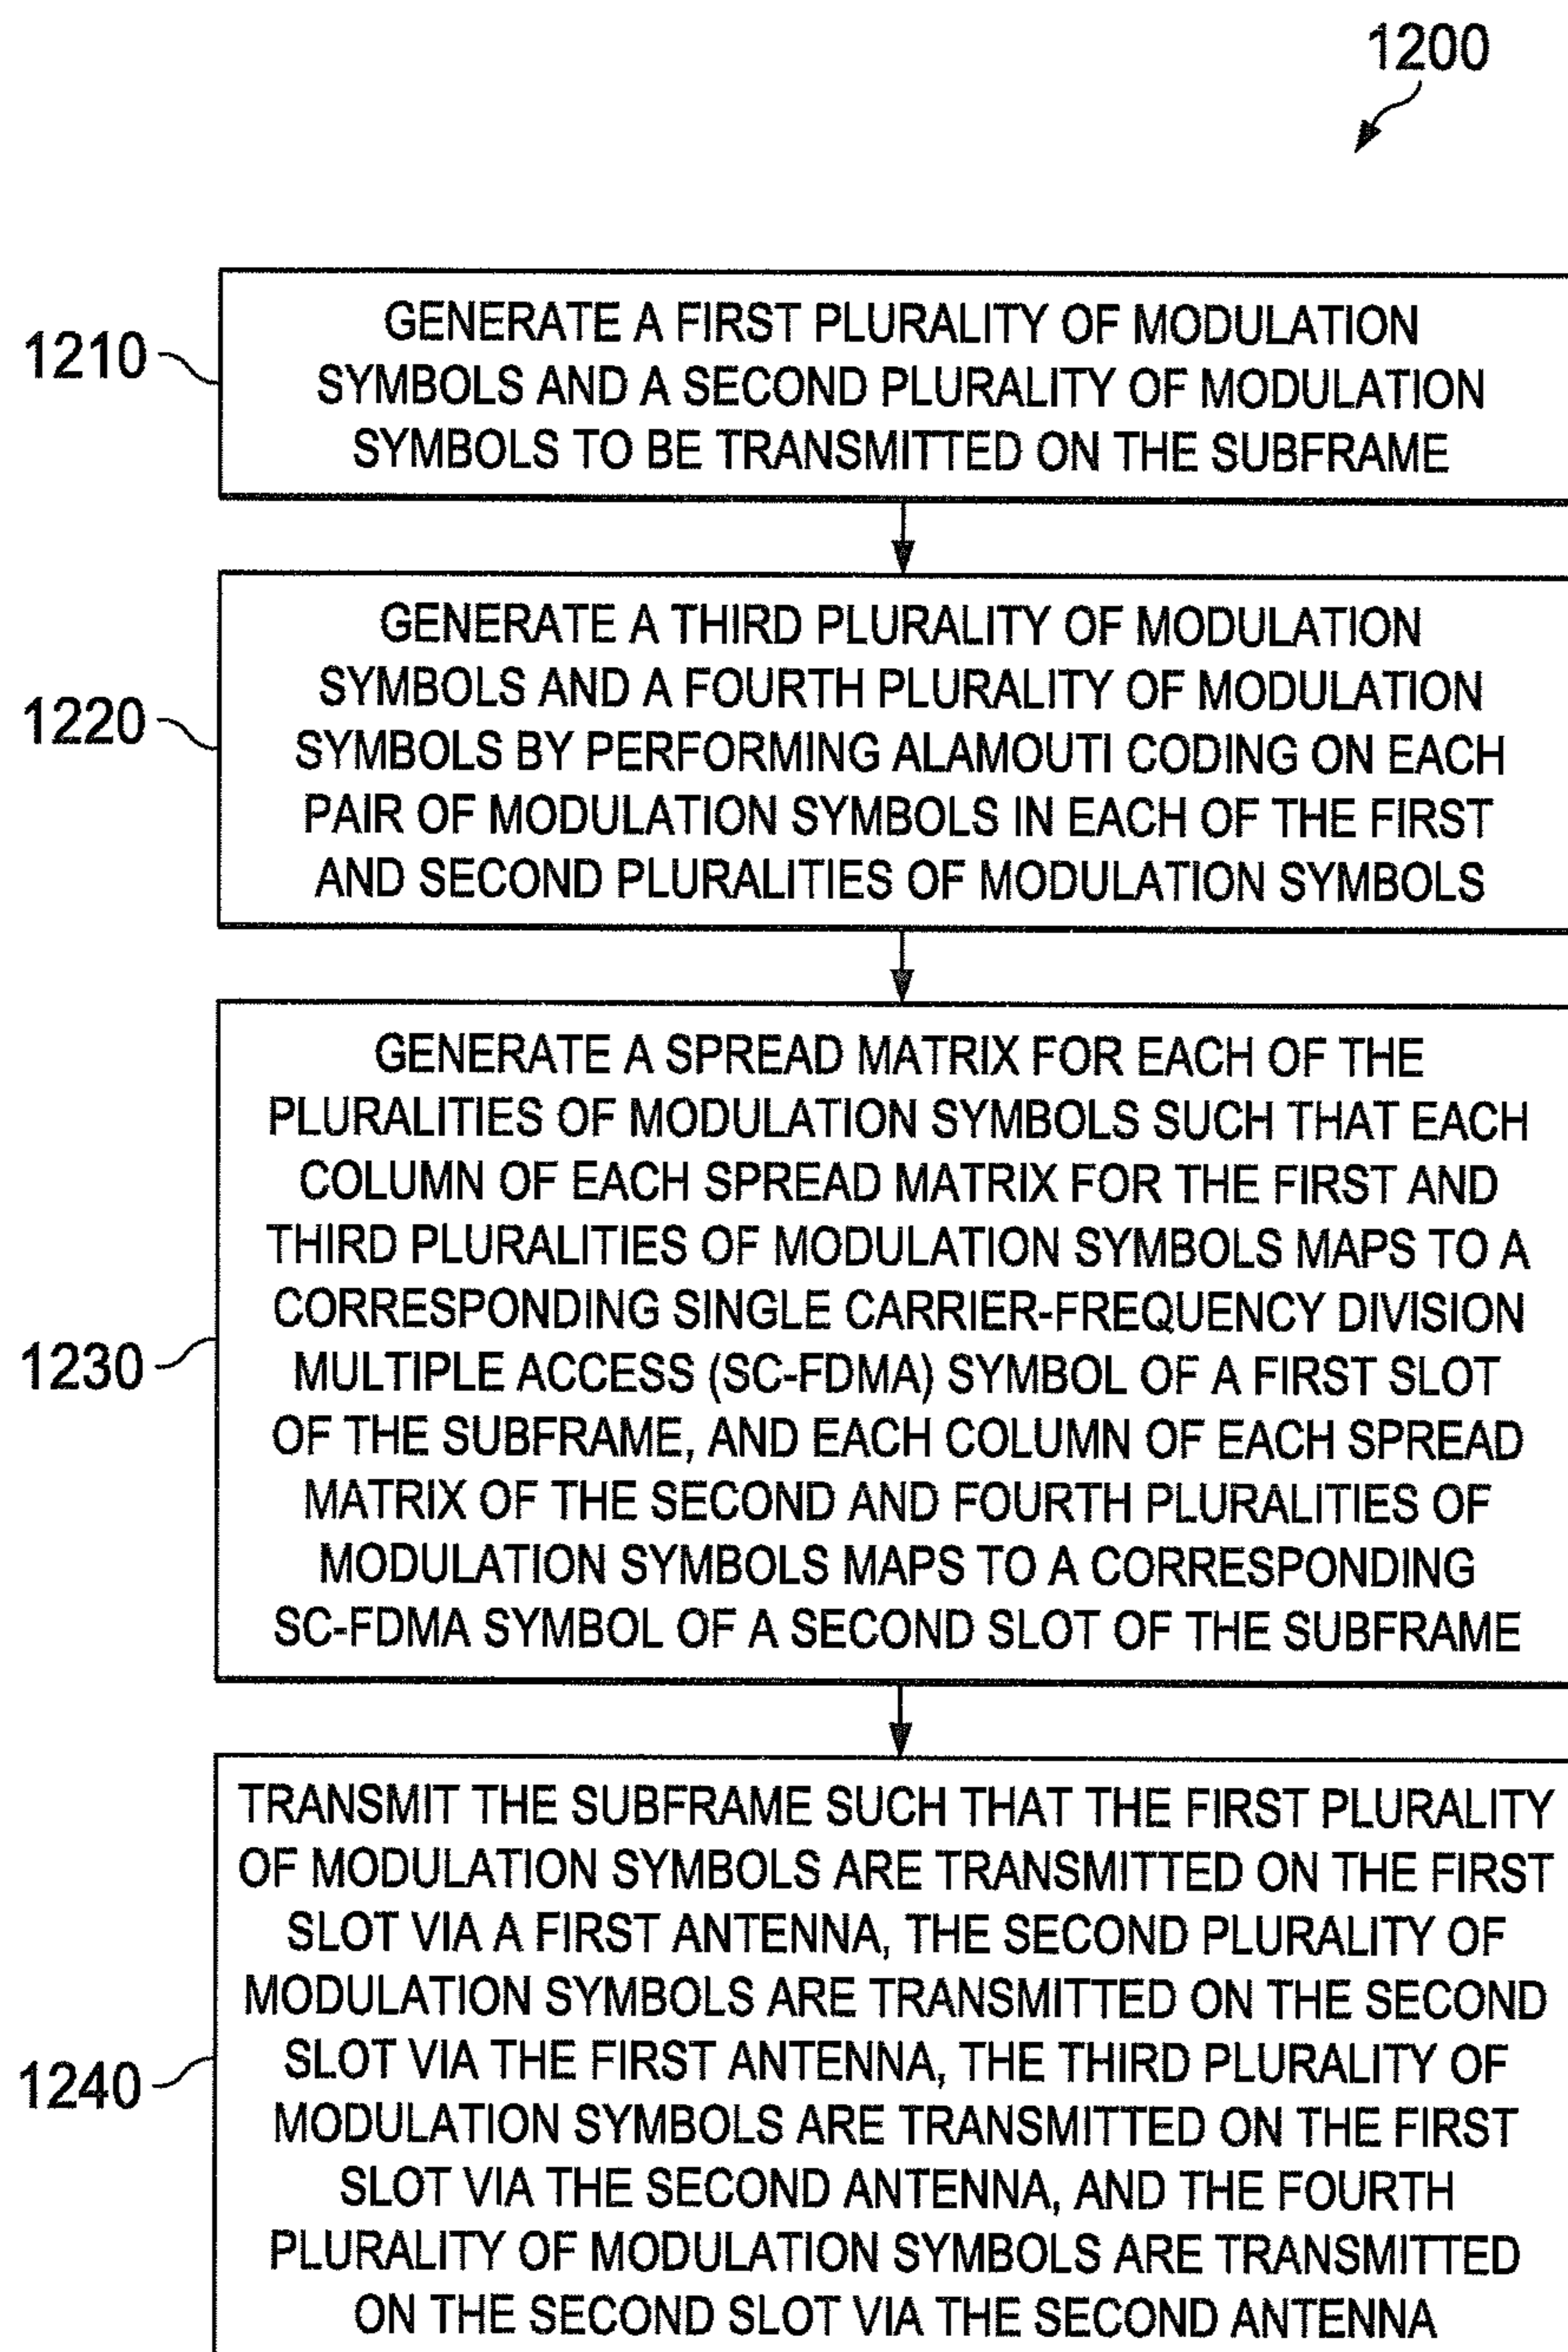 1200
1210
GENERATE A FIRST PLURALITY OF MODULATION
SYMBOLS AND A SECOND PLURALITY OF MODULATION
SYMBOLS TO BE TRANSMITTED ON THE SUBFRAME
1220
GENERATE A THIRD PLURALITY OF MODULATION
SYMBOLS AND A FOURTH PLURALITY OF MODULATION
SYMBOLS BY PERFORMING ALAMOUTI CODING ON EACH
PAIR OF MODULATION SYMBOLS IN EACH OF THE FIRST
AND SECOND PLURALITIES OF MODULATION SYMBOLS
1230
GENERATE A SPREAD MATRIX FOR EACH OF THE
PLURALITIES OF MODULATION SYMBOLS SUCH THAT EACH
COLUMN OF EACH SPREAD MATRIX FOR THE FIRST AND
THIRD PLURALITIES OF MODULATION SYMBOLS MAPS TO A
CORRESPONDING SINGLE CARRIER-FREQUENCY DIVISION
MULTIPLE ACCESS (SC-FDMA) SYMBOL OF A FIRST SLOT
OF THE SUBFRAME, AND EACH COLUMN OF EACH SPREAD
MATRIX OF THE SECOND AND FOURTH PLURALITIES OF
MODULATION SYMBOLS MAPS TO A CORRESPONDING
SC-FDMA SYMBOL OF A SECOND SLOT OF THE SUBFRAME
1240
TRANSMIT THE SUBFRAME SUCH THAT THE FIRST PLURALITY
OF MODULATION SYMBOLS ARE TRANSMITTED ON THE FIRST
SLOT VIA A FIRST ANTENNA, THE SECOND PLURALITY OF
MODULATION SYMBOLS ARE TRANSMITTED ON THE SECOND
SLOT VIA THE FIRST ANTENNA, THE THIRD PLURALITY OF
MODULATION SYMBOLS ARE TRANSMITTED ON THE FIRST
SLOT VIA THE SECOND ANTENNA, AND THE FOURTH
PLURALITY OF MODULATION SYMBOLS ARE TRANSMITTED
ON THE SECOND SLOT VIA THE SECOND ANTENNA